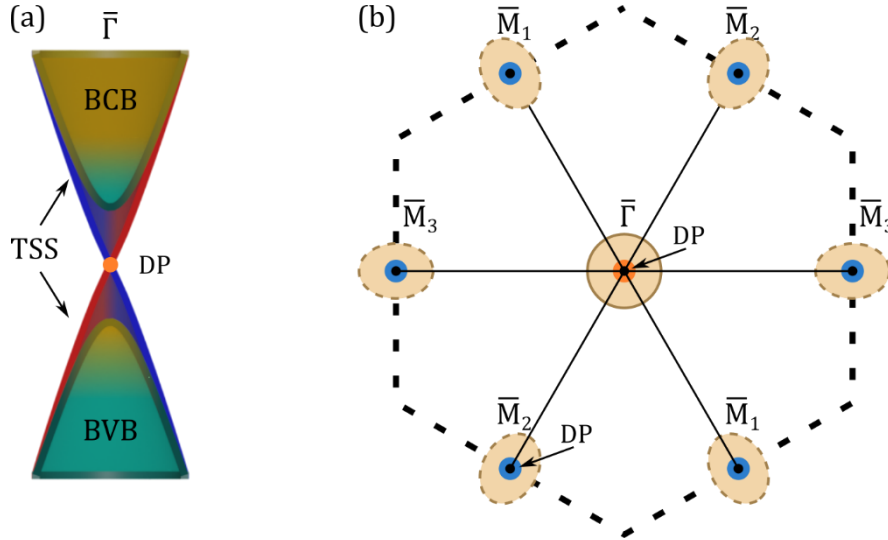 (a)
Γ̅
BCB
TSS
DP
BVB
(b)
M̅₁
M̅₂
M̅₃
Γ̅
DP
M̅₃
M̅₂
DP
M̅₁